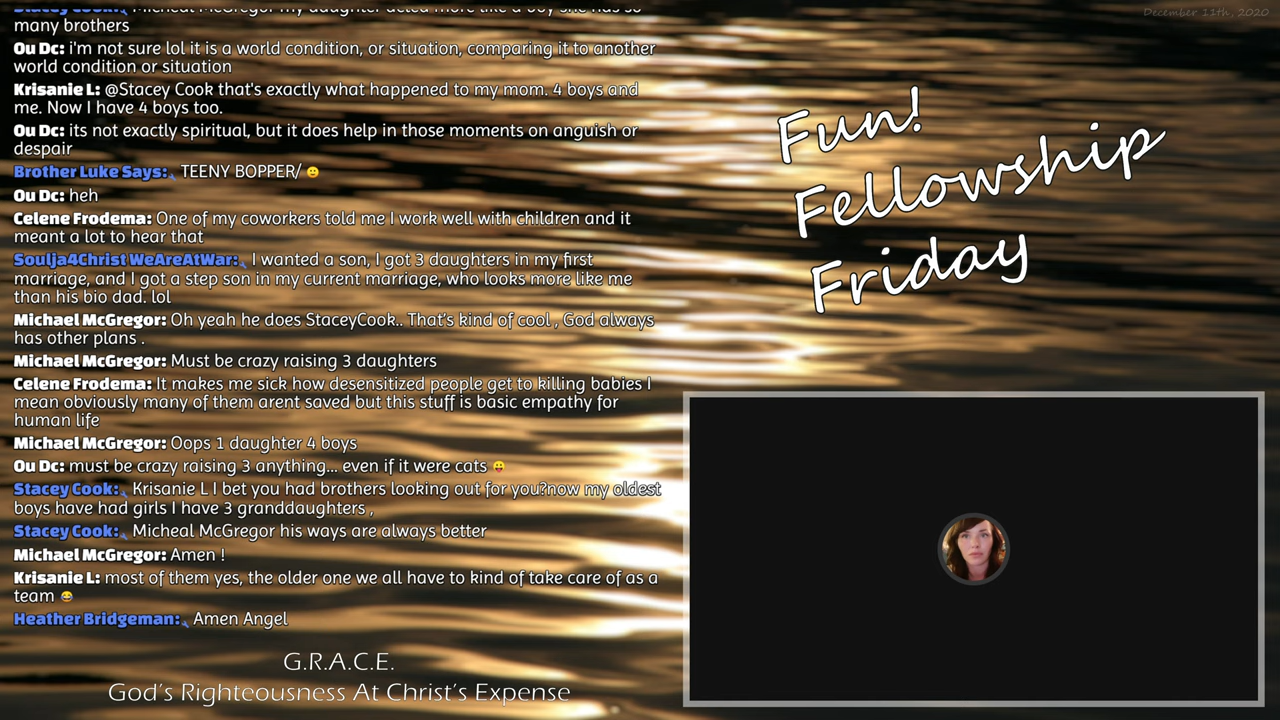 December 11th, 2020
Stacey Cook: Micheal McGregor my daughter acted more like a boy she has so
many brothers
Ou Dc: i'm not sure lol it is a world condition, or situation, comparing it to another
world condition or situation
Krisanie L: @Stacey Cook that's exactly what happened to my mom. 4 boys and
me. Now I have 4 boys too.
Ou Dc: its not exactly spiritual, but it does help in those moments on anguish or
despair
Brother Luke Says: TEENY BOPPER/ 🙂
Ou Dc: heh
Celene Frodema: One of my coworkers told me I work well with children and it
meant a lot to hear that
Soulja4Christ WeAreAtWar: I wanted a son, I got 3 daughters in my first
marriage, and I got a step son in my current marriage, who looks more like me
than his bio dad. lol
Michael McGregor: Oh yeah he does StaceyCook.. That's kind of cool , God always
has other plans .
Michael McGregor: Must be crazy raising 3 daughters
Celene Frodema: It makes me sick how desensitized people get to killing babies I
mean obviously many of them arent saved but this stuff is basic empathy for
human life
Michael McGregor: Oops 1 daughter 4 boys
Ou Dc: must be crazy raising 3 anything... even if it were cats 😛
Stacey Cook: Krisanie L I bet you had brothers looking out for you?now my oldest
boys have had girls I have 3 granddaughters ,
Stacey Cook: Micheal McGregor his ways are always better
Michael McGregor: Amen !
Krisanie L: most of them yes, the older one we all have to kind of take care of as a
team 😂
Heather Bridgeman: Amen Angel
G.R.A.C.E.
God's Righteousness At Christ's Expense
Fun!
Fellowship
Friday